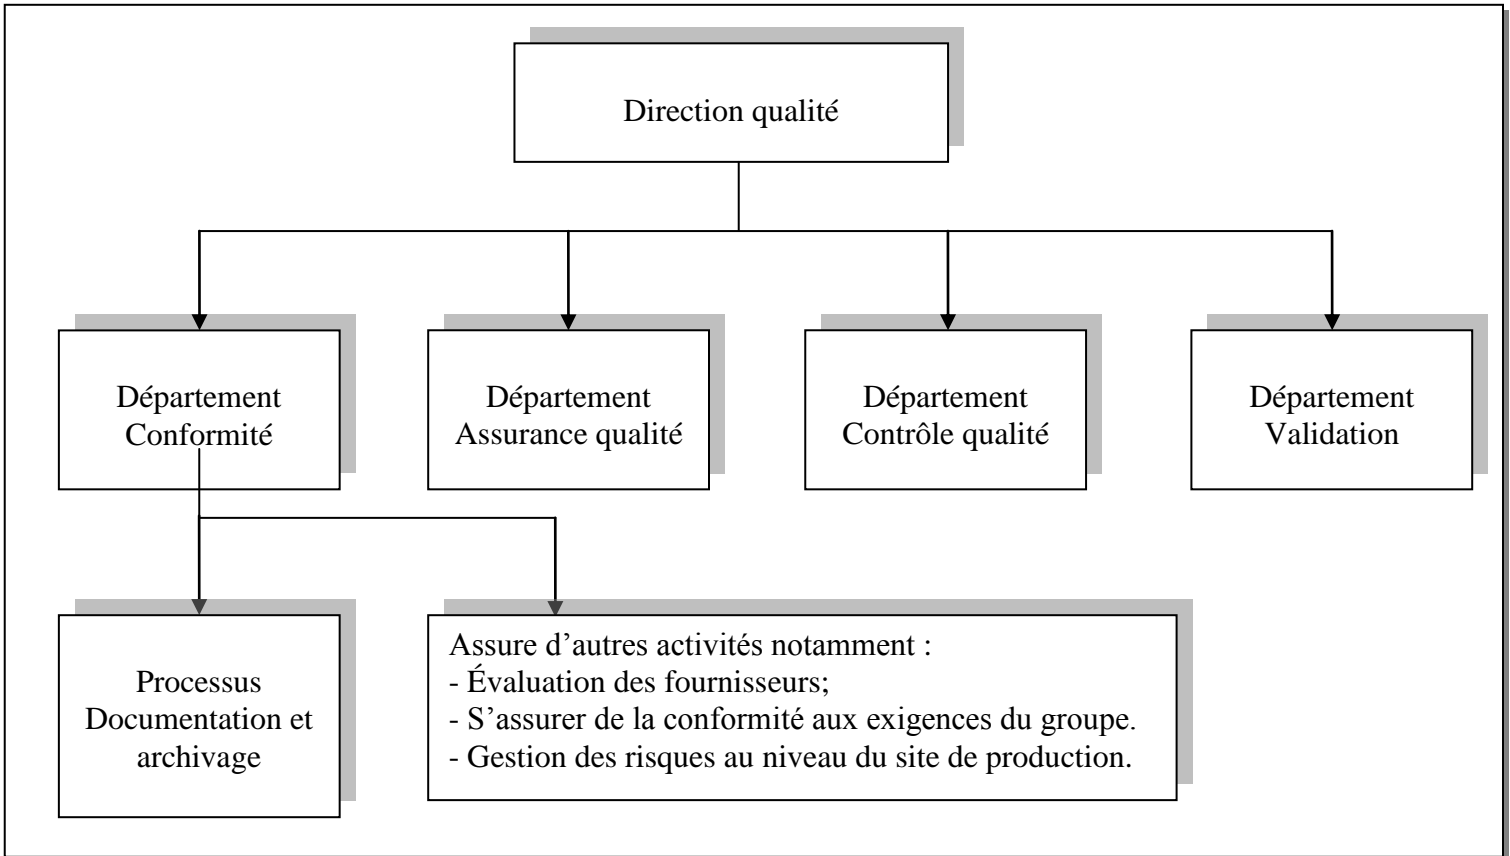 Direction qualité
Département
Conformité
Département
Assurance qualité
Département
Contrôle qualité
Département
Validation
Processus
Documentation et
archivage
Assure d’autres activités notamment :
- Évaluation des fournisseurs;
- S’assurer de la conformité aux exigences du groupe.
- Gestion des risques au niveau du site de production.